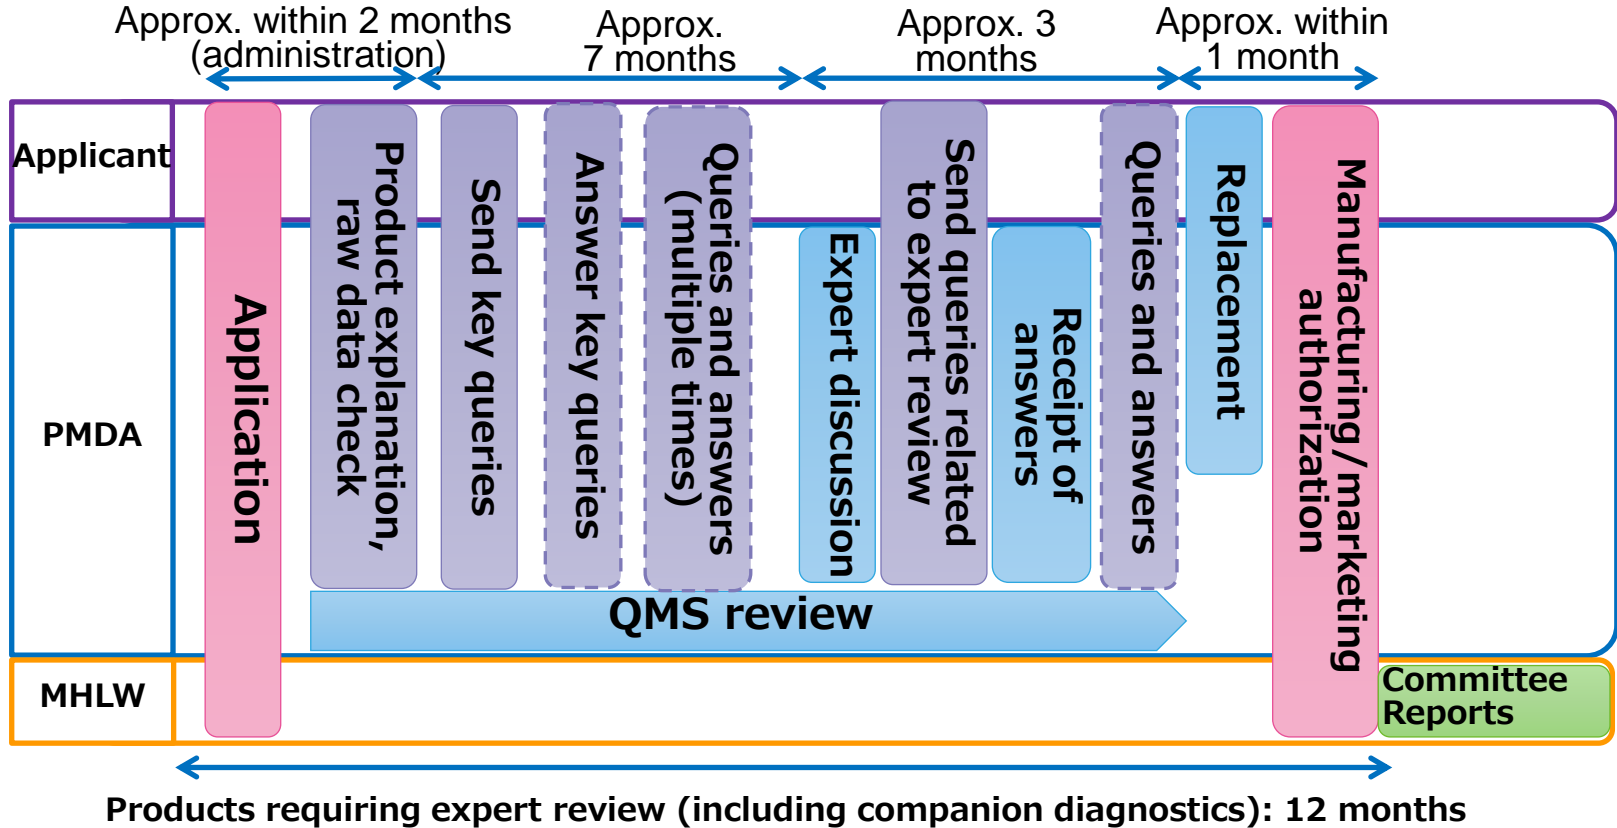 Approx. within 2 months
(administration)
Approx.
7 months
Approx. 3
months
Approx. within
1 month
Applicant
PMDA
MHLW
Application
Product explanation,
raw data check
Send key queries
Answer key queries
Queries and answers
(multiple times)
Expert discussion
Send queries related
to expert review
Receipt of
answers
Queries and answers
Replacement
Manufacturing/marketing
authorization
QMS review
Committee
Reports
Products requiring expert review (including companion diagnostics): 12 months